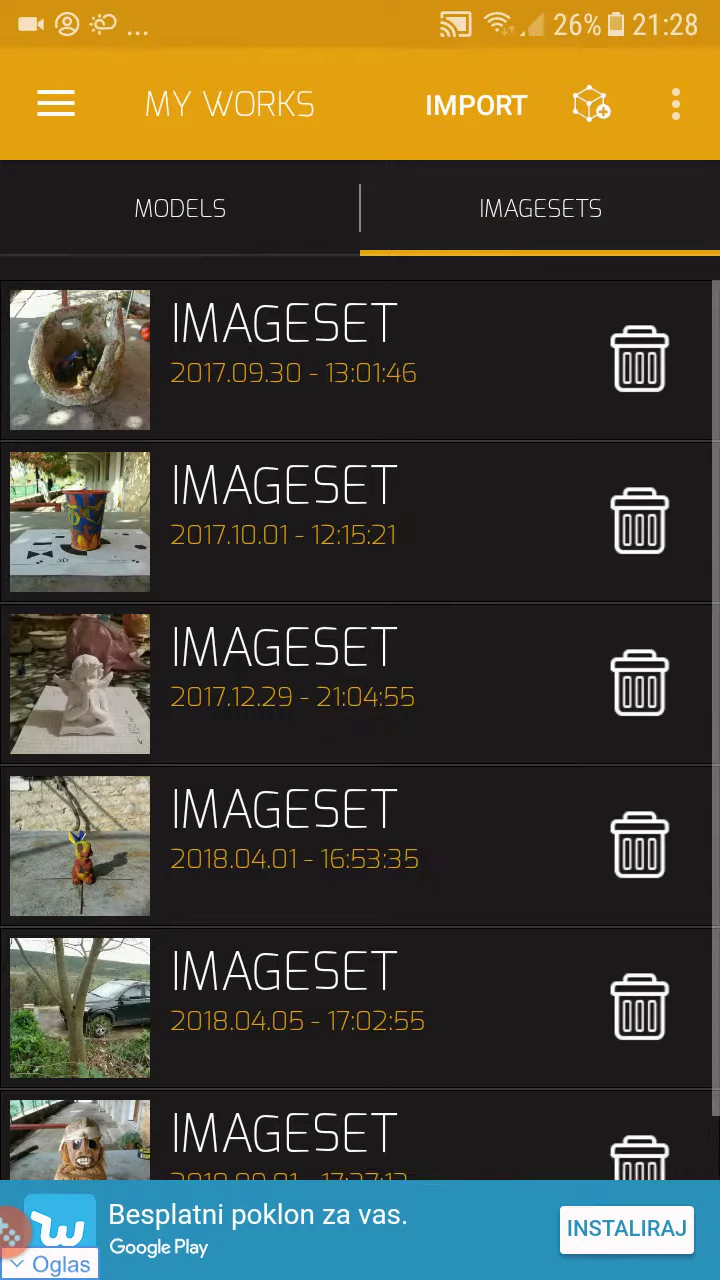 ... 26% 21:28
MY WORKS IMPORT
MODELS IMAGESETS
IMAGESET
2017.09.30 - 13:01:46
IMAGESET
2017.10.01 - 12:15:21
IMAGESET
2017.12.29 - 21:04:55
IMAGESET
2018.04.01 - 16:53:35
IMAGESET
2018.04.05 - 17:02:55
IMAGESET
Besplatni poklon za vas.
Google Play
INSTALIRAJ
Oglas